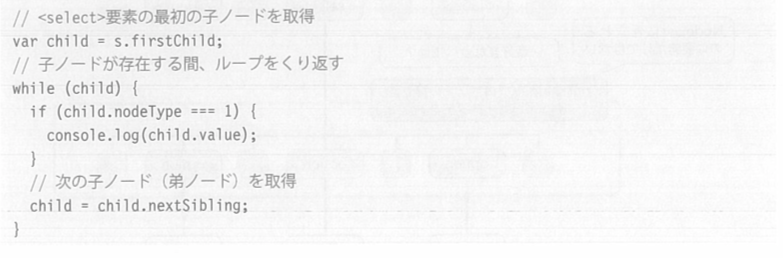 // <select>要素の最初の子ノードを取得
var child = s.firstChild;
// 子ノードが存在する間、ループをくり返す
while (child) {
  if (child.nodeType === 1) {
    console.log(child.value);
  }
  // 次の子ノード（弟ノード）を取得
  child = child.nextSibling;
}